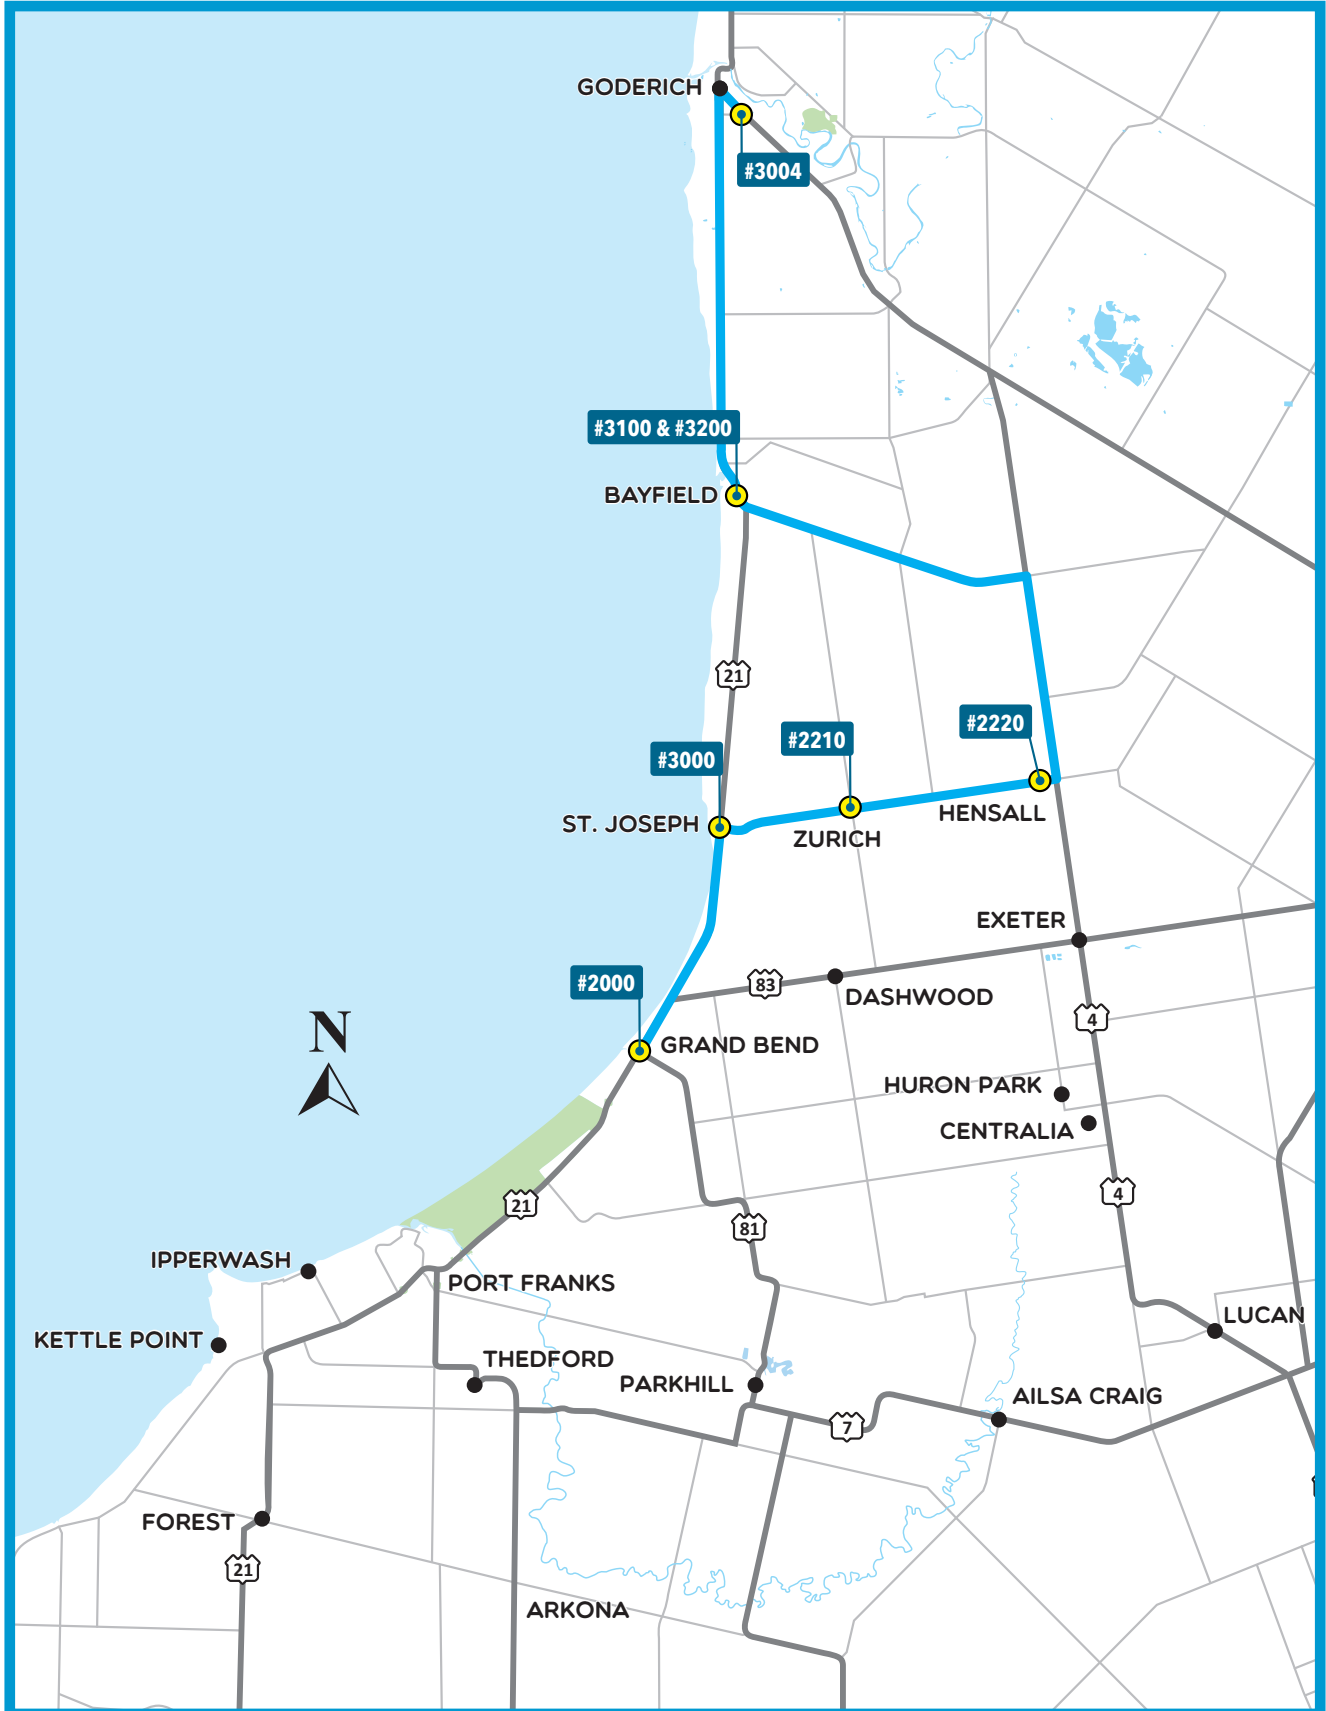 GODERICH
#3004
#3100 & #3200
BAYFIELD
21
#2220
#2210
#3000
HENSALL
ST. JOSEPH
ZURICH
EXETER
#2000
83
DASHWOOD
4
N
GRAND BEND
HURON PARK
CENTRALIA
4
21
81
IPPERWASH
PORT FRANKS
LUCAN
KETTLE POINT
THEDFORD
PARKHILL
AILSA CRAIG
7
FOREST
21
ARKONA